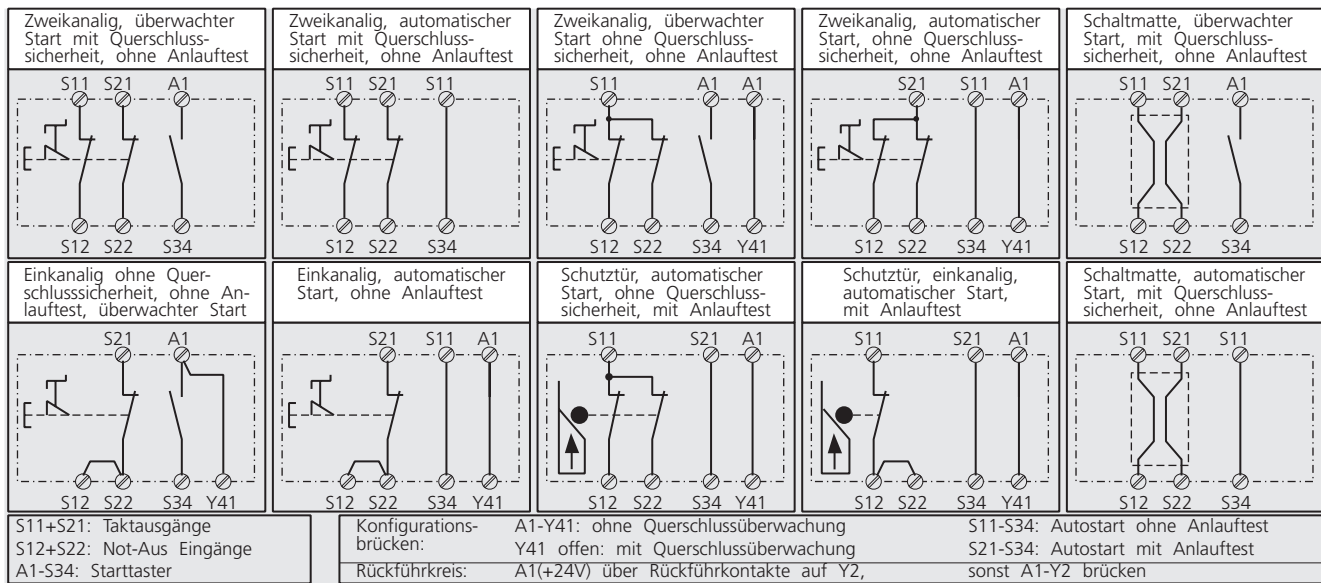 Zweikanalig, überwachter
Start mit Querschluss-
sicherheit, ohne Anlauftest
S11 S21 A1
S12 S22 S34
Zweikanalig, automatischer
Start mit Querschluss-
sicherheit, ohne Anlauftest
S11 S21 S11
S12 S22 S34
Zweikanalig, überwachter
Start ohne Querschluss-
sicherheit, ohne Anlauftest
S11 A1 A1
S12 S22 S34 Y41
Zweikanalig, automatischer
Start, ohne Querschluss-
sicherheit, ohne Anlauftest
S21 S11 A1
S12 S22 S34 Y41
Schaltmatte, überwachter
Start, mit Querschluss-
sicherheit, ohne Anlauftest
S11 S21 A1
S12 S22 S34
Einkanalig ohne Quer-
schlusssicherheit, ohne An-
lauftest, überwachter Start
S21 A1
S12 S22 S34 Y41
Einkanalig, automatischer
Start, ohne Anlauftest
S21 S11 A1
S12 S22 S34 Y41
Schutztür, automatischer
Start, ohne Querschluss-
sicherheit, mit Anlauftest
S11 S21 A1
S12 S22 S34 Y41
Schutztür, einkanalig,
automatischer Start,
mit Anlauftest
S11 S21 A1
S12 S22 S34 Y41
Schaltmatte, automatischer
Start, mit Querschluss-
sicherheit, ohne Anlauftest
S11 S21 S11
S12 S22 S34
S11+S21: Taktausgänge
S12+S22: Not-Aus Eingänge
A1-S34: Starttaster
Konfigurations-
brücken:
A1-Y41: ohne Querschlussüberwachung
Y41 offen: mit Querschlussüberwachung
S11-S34: Autostart ohne Anlauftest
S21-S34: Autostart mit Anlauftest
Rückführkreis: A1(+24V) über Rückführkontakte auf Y2, sonst A1-Y2 brücken